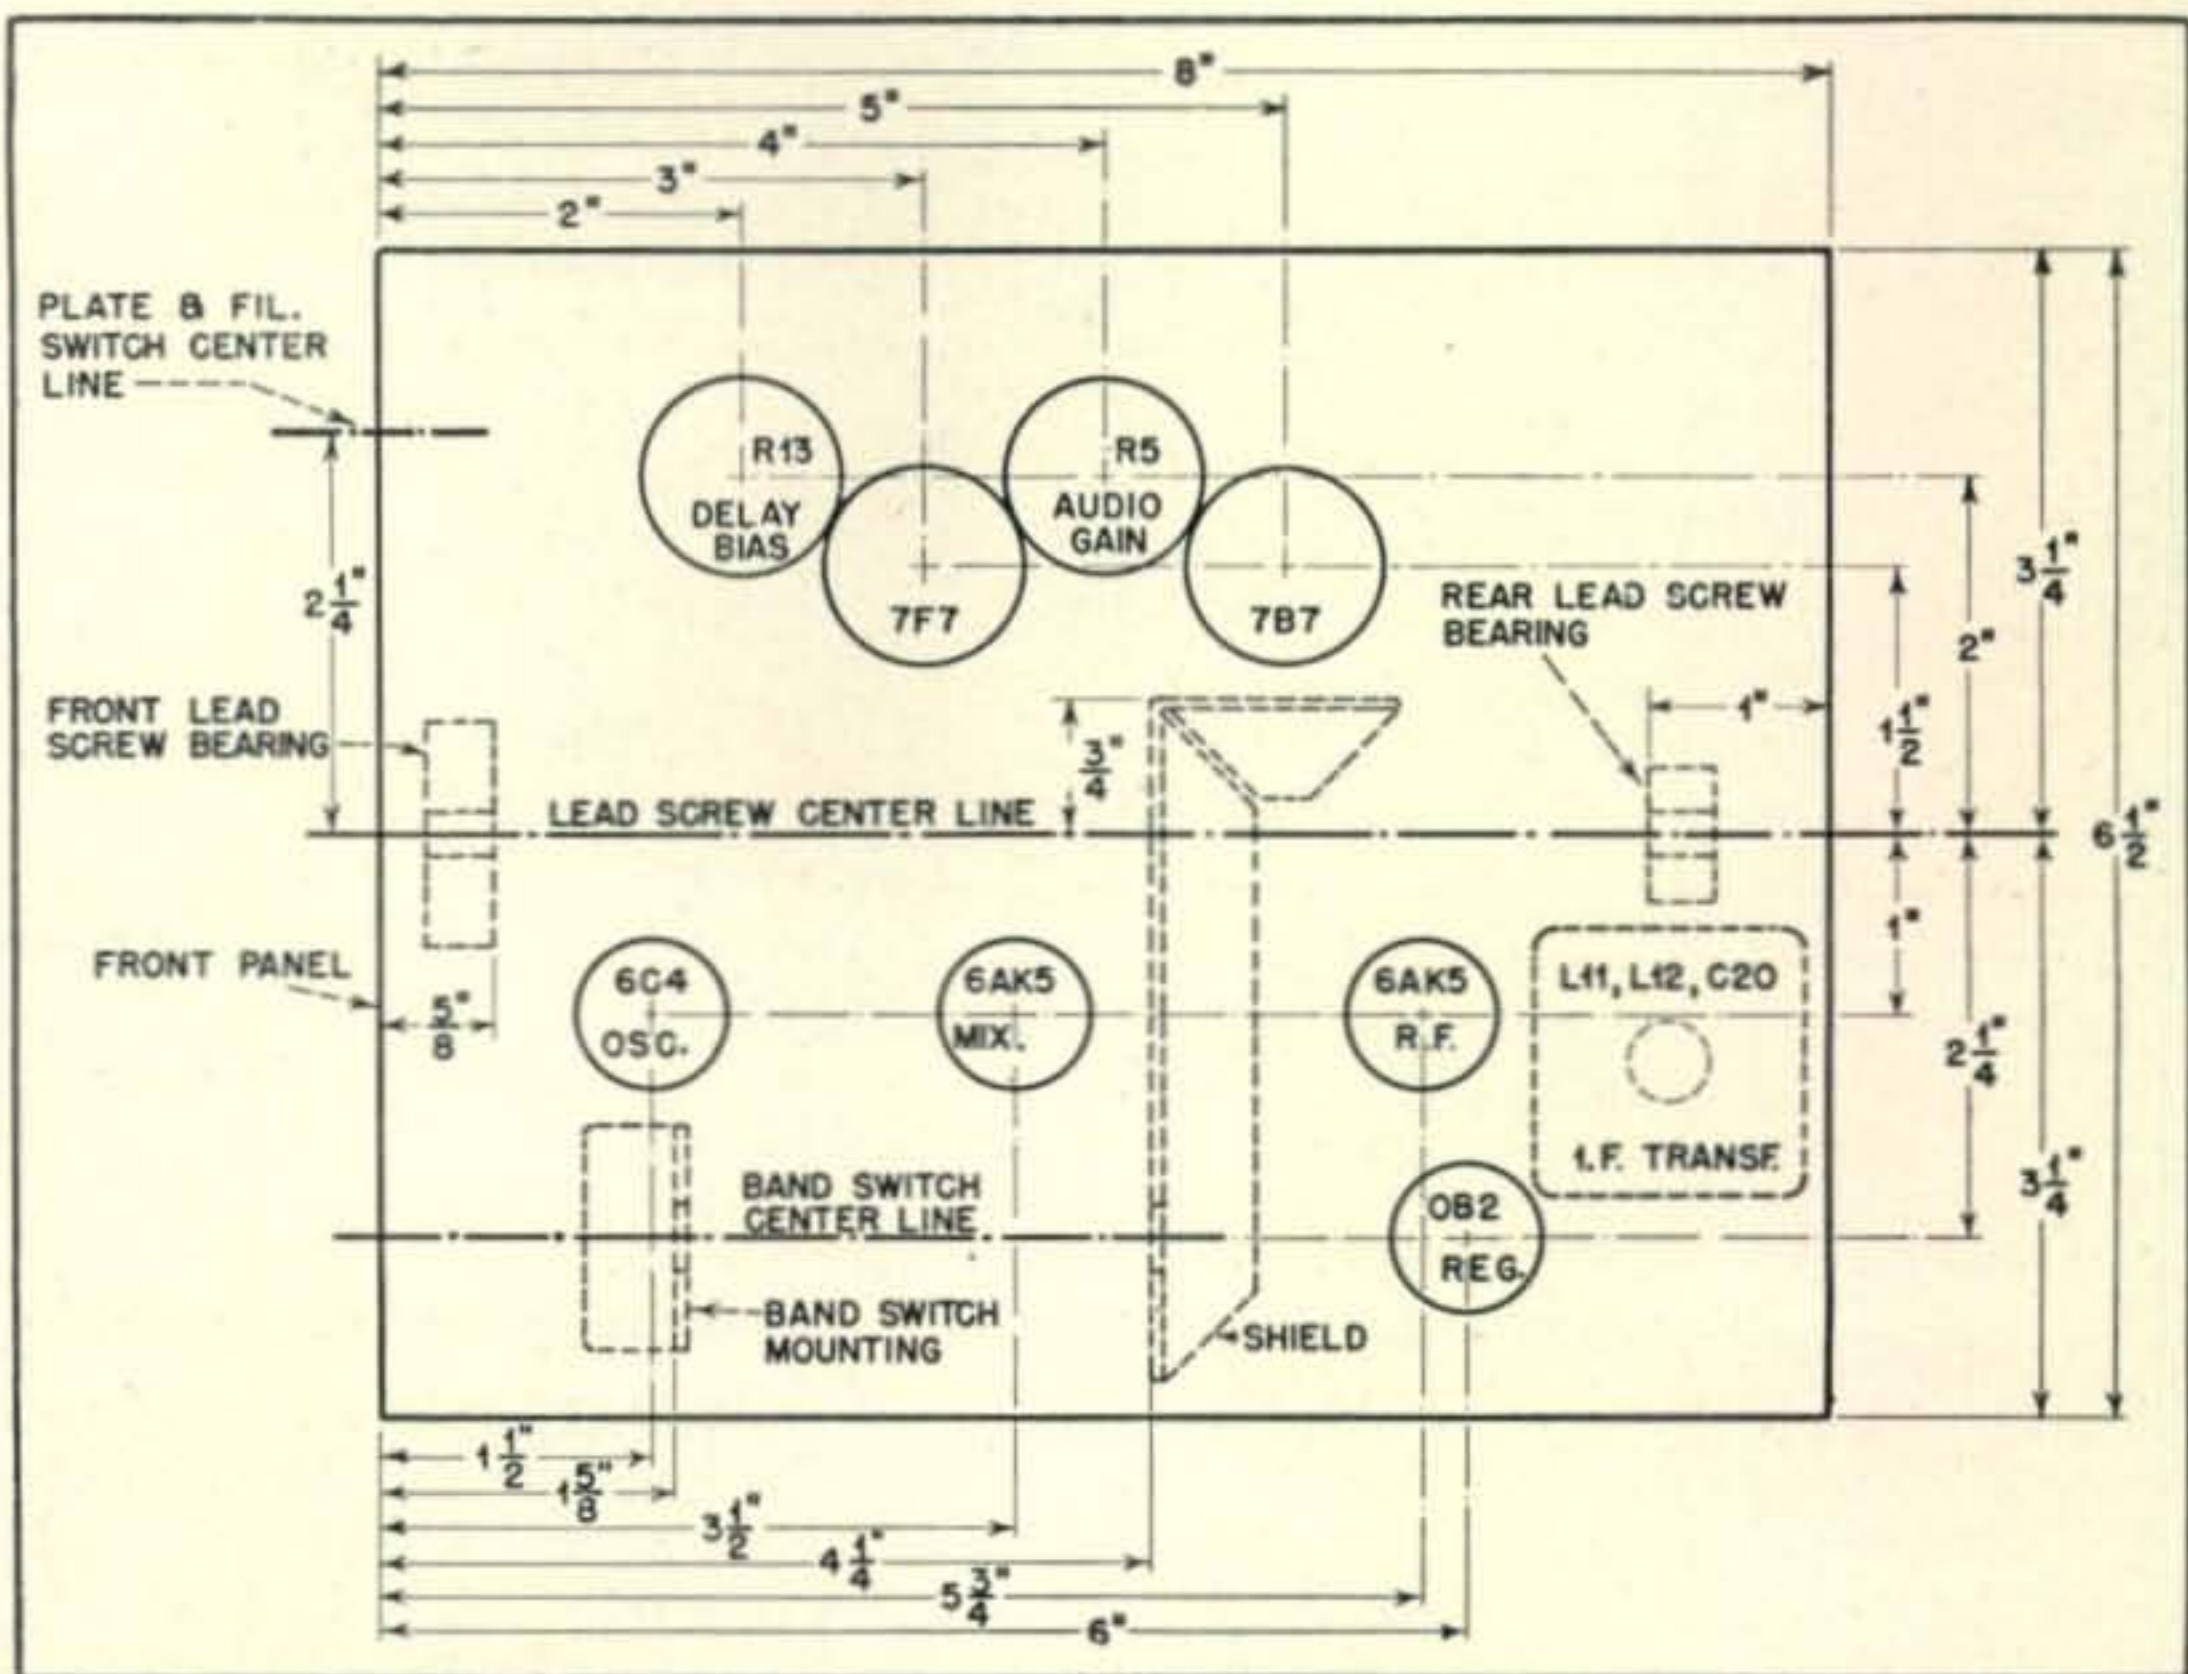 8"
5"
4"
3"
2"
PLATE & FIL.
SWITCH CENTER
LINE
R13
DELAY
BIAS
7F7
R5
AUDIO
GAIN
7B7
2 1/4"
3 1/4"
2"
1 1/2"
6 1/2"
REAR LEAD SCREW
BEARING
1"
FRONT LEAD
SCREW BEARING
3/4"
LEAD SCREW CENTER LINE
FRONT PANEL
5/8"
6C4
OSC.
6AK5
MIX.
6AK5
R.F.
L11, L12, C20
I.F. TRANSF.
1"
2 1/4"
3 1/4"
BAND SWITCH
CENTER LINE
OB2
REG.
BAND SWITCH
MOUNTING
SHIELD
1 1/2"
1 5/8"
3 1/2"
4 1/4"
5 3/4"
6"